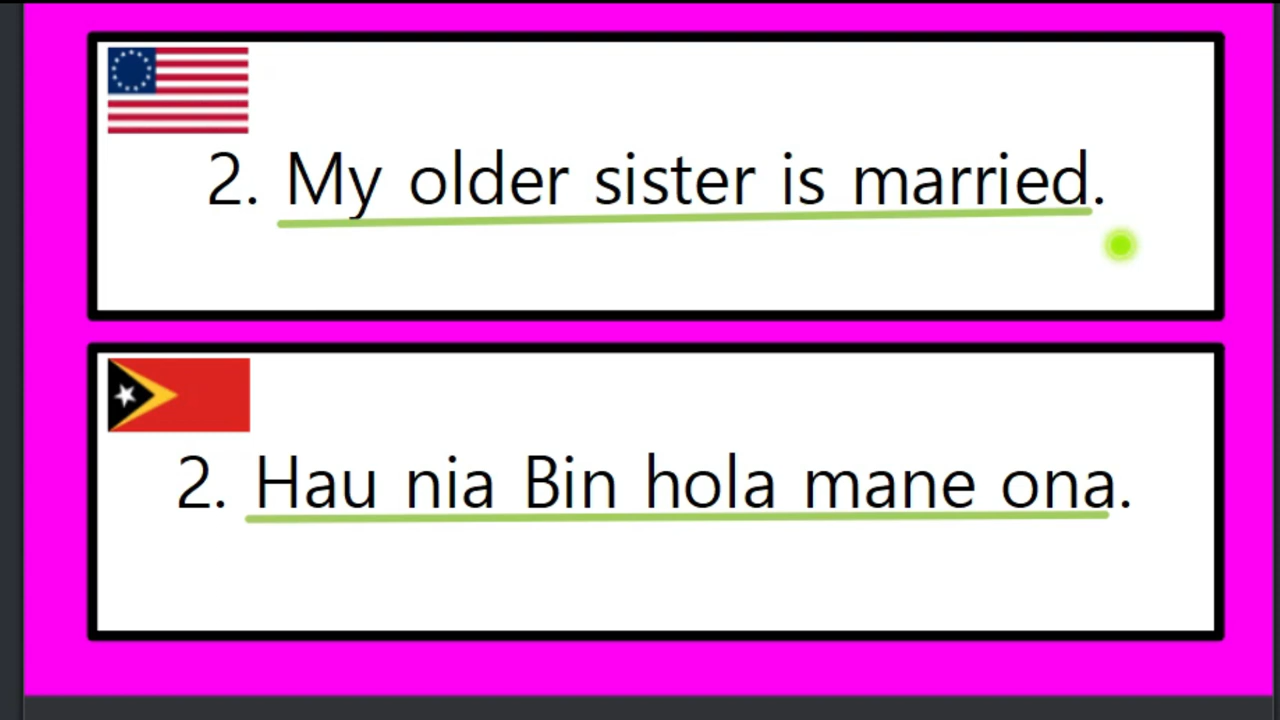 2. My older sister is married.
2. Hau nia Bin hola mane ona.